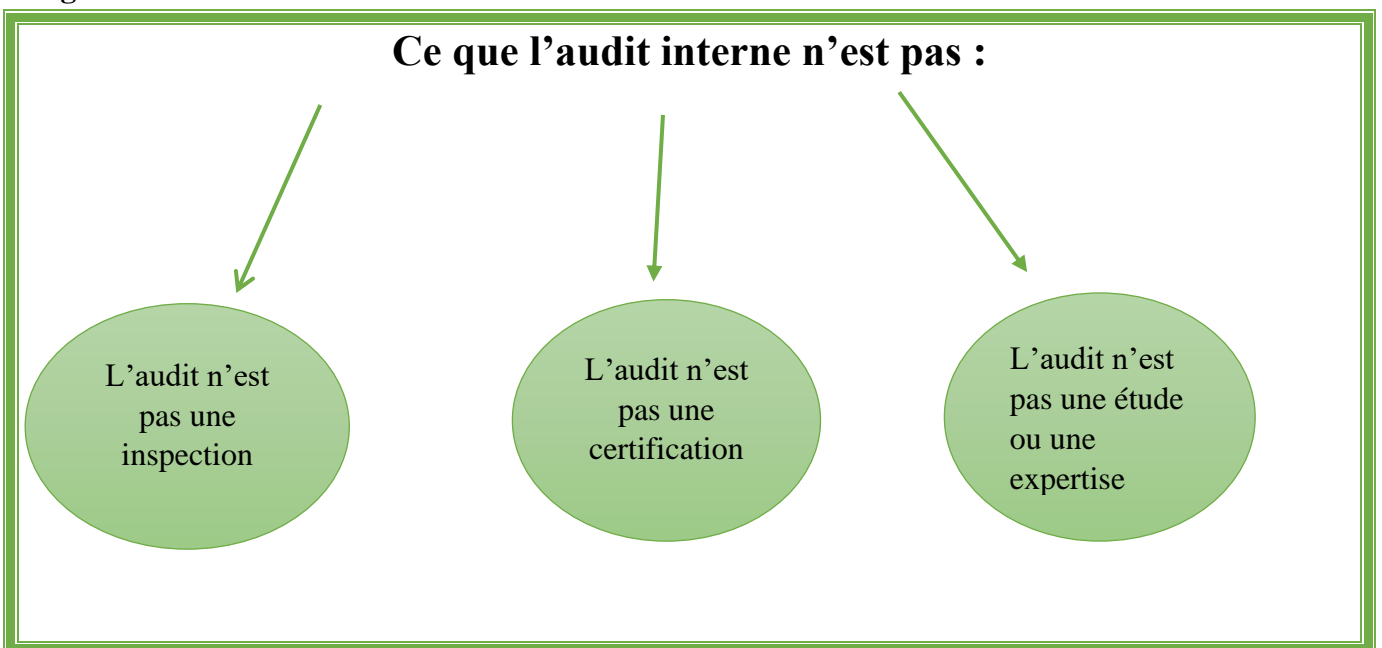 Ce que l’audit interne n’est pas :
L’audit n’est
pas une
inspection
L’audit n’est
pas une
certification
L’audit n’est
pas une étude
ou une
expertise